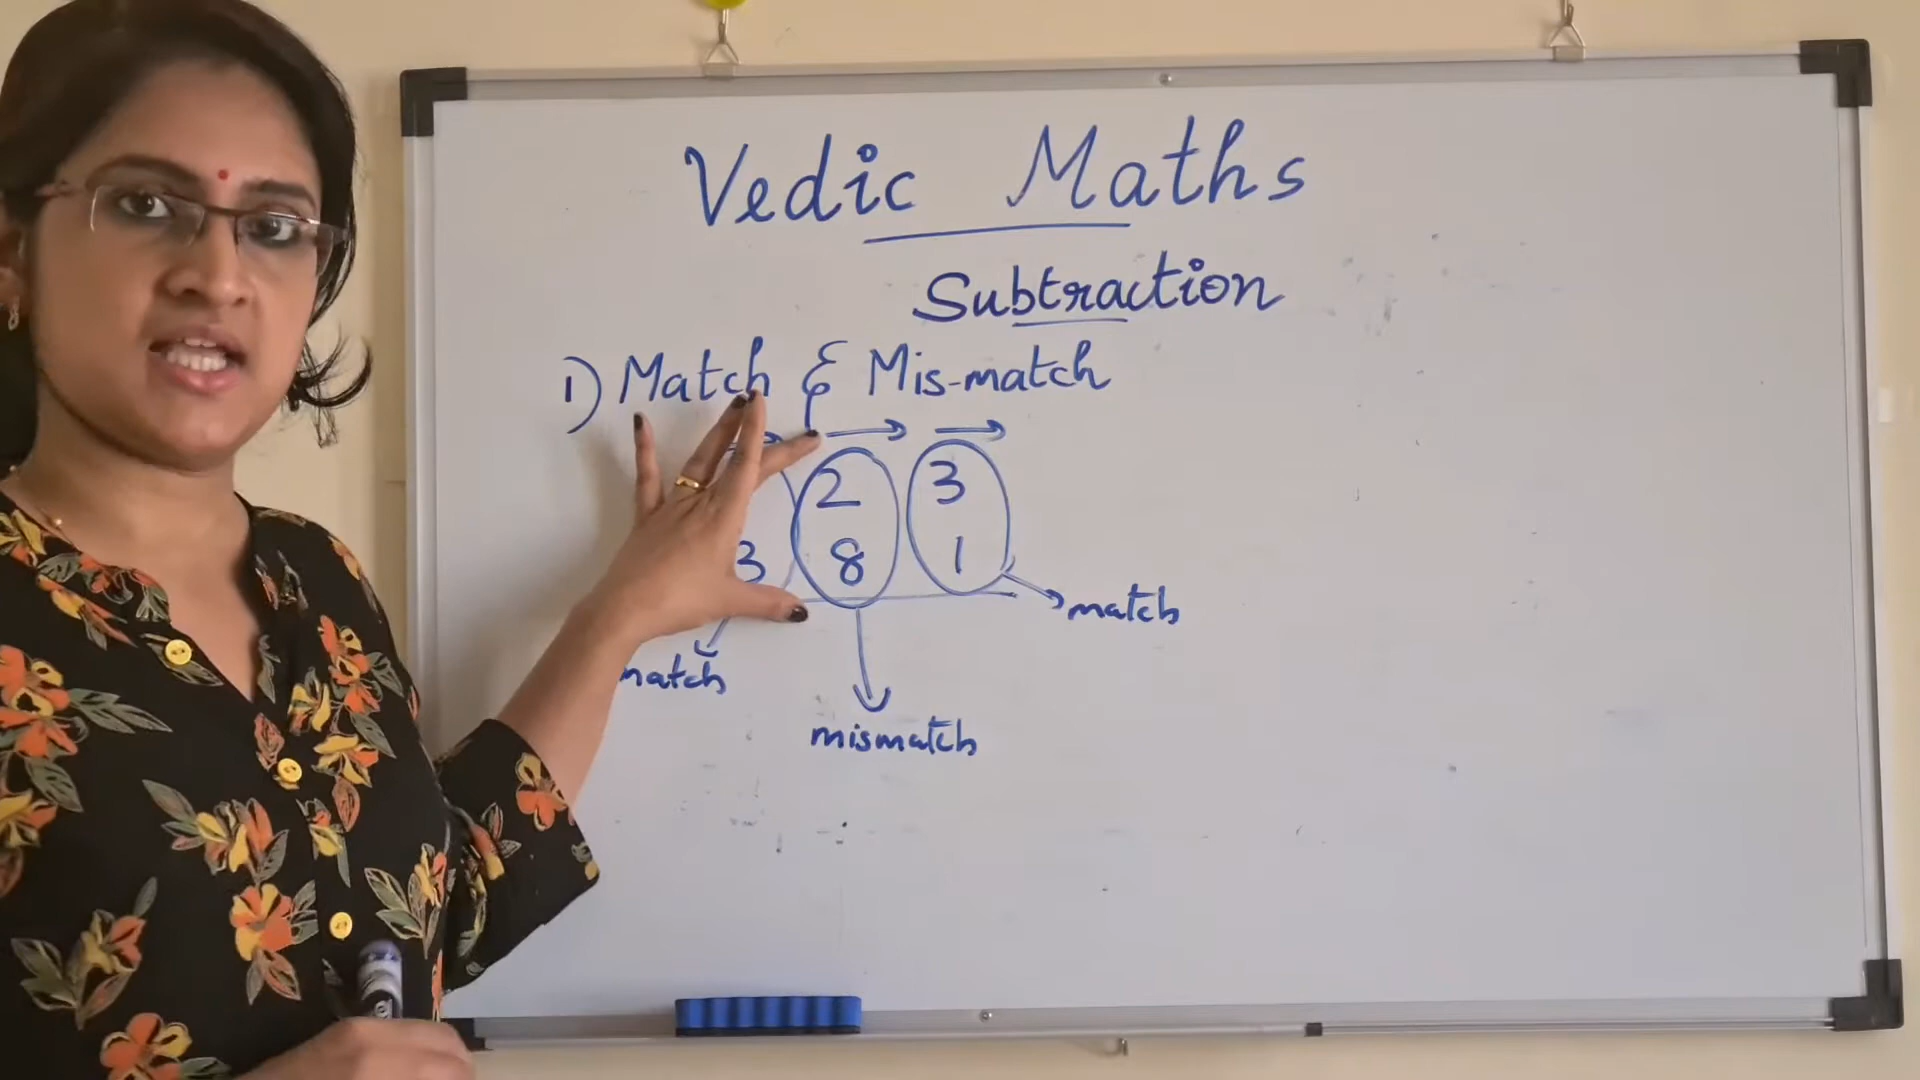 Vedic Maths
Subtraction
1) Match & Mis-match
2 3
3 8 1
match
match
mismatch